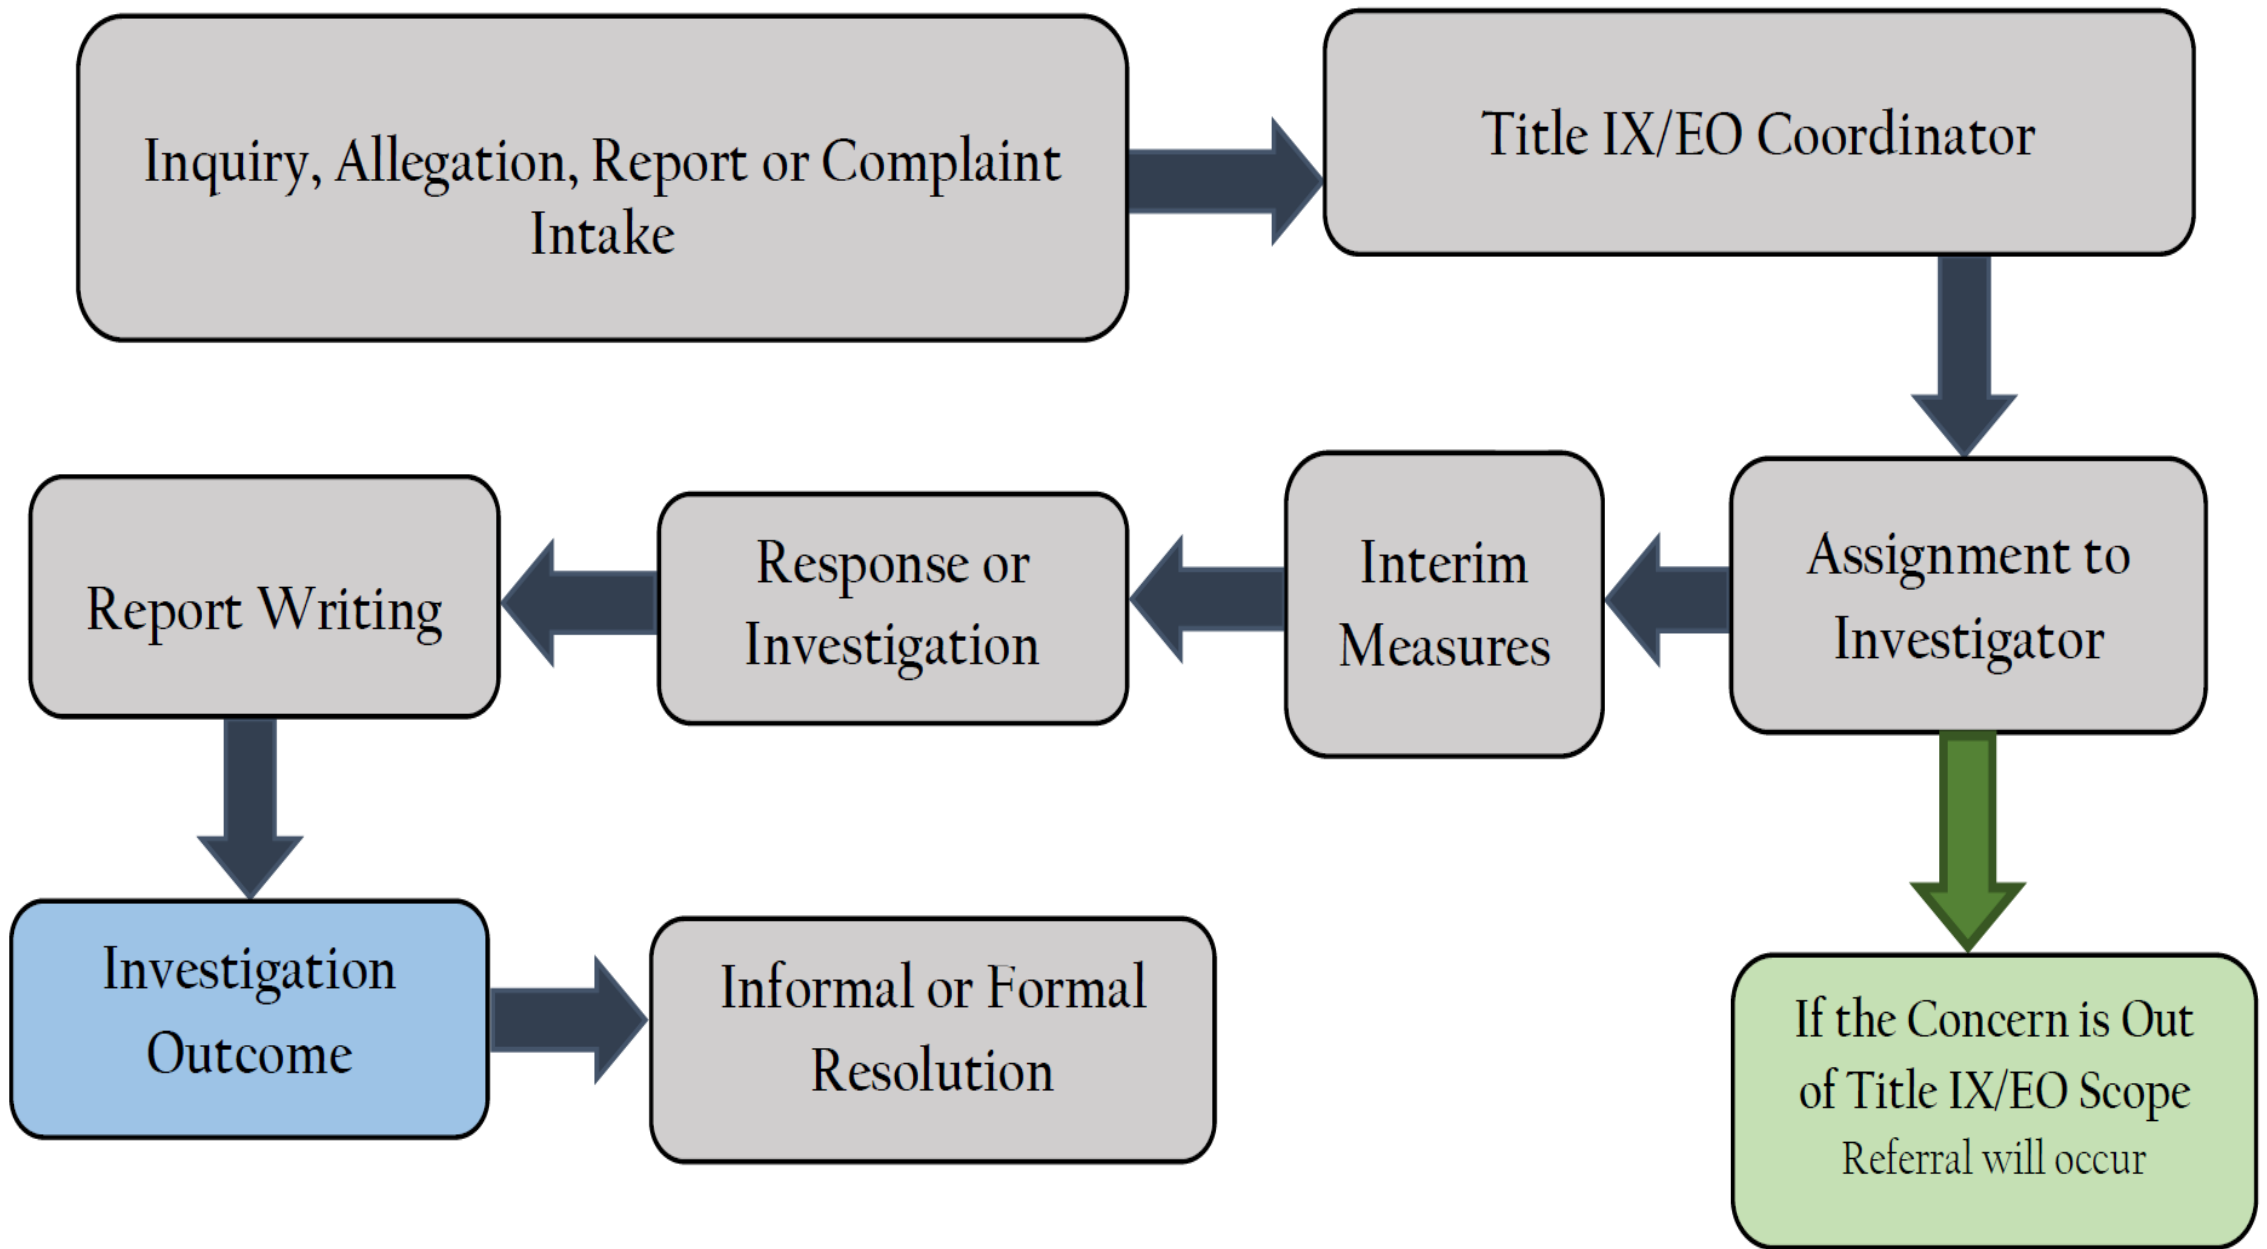 Inquiry, Allegation, Report or Complaint
Intake
Title IX/EO Coordinator
Assignment to
Investigator
Interim
Measures
Response or
Investigation
Report Writing
Investigation
Outcome
Informal or Formal
Resolution
If the Concern is Out
of Title IX/EO Scope
Referral will occur